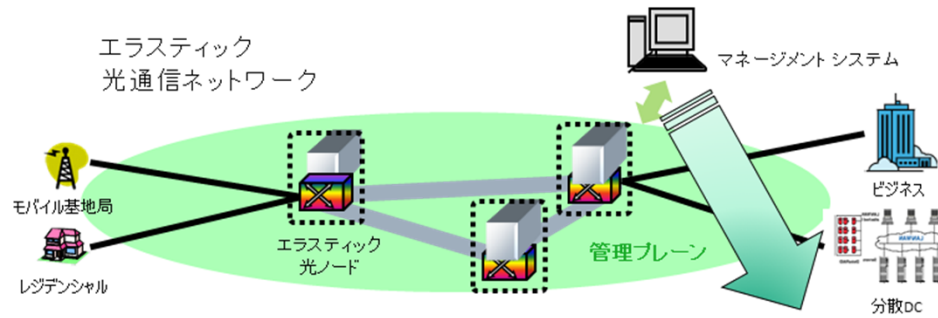 エラスティック
光通信ネットワーク
マネージメント システム
モバイル基地局
レジデンシャル
エラスティック
光ノード
管理プレーン
ビジネス
分散DC